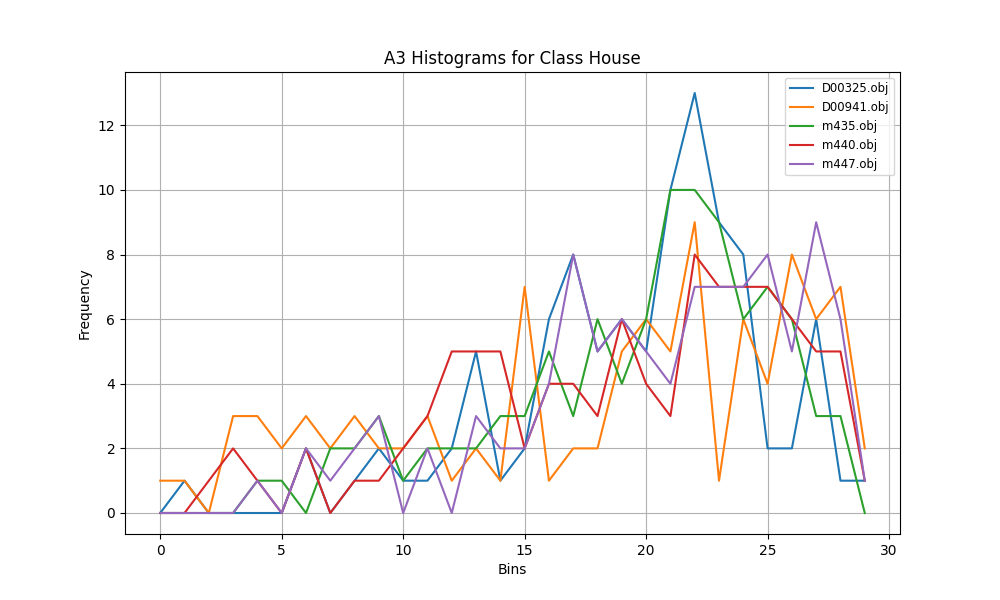 A3 Histograms for Class House
D00325.obj
D00941.obj
m435.obj
m440.obj
m447.obj
Frequency
12
10
8
6
4
2
0
0 5 10 15 20 25 30
Bins